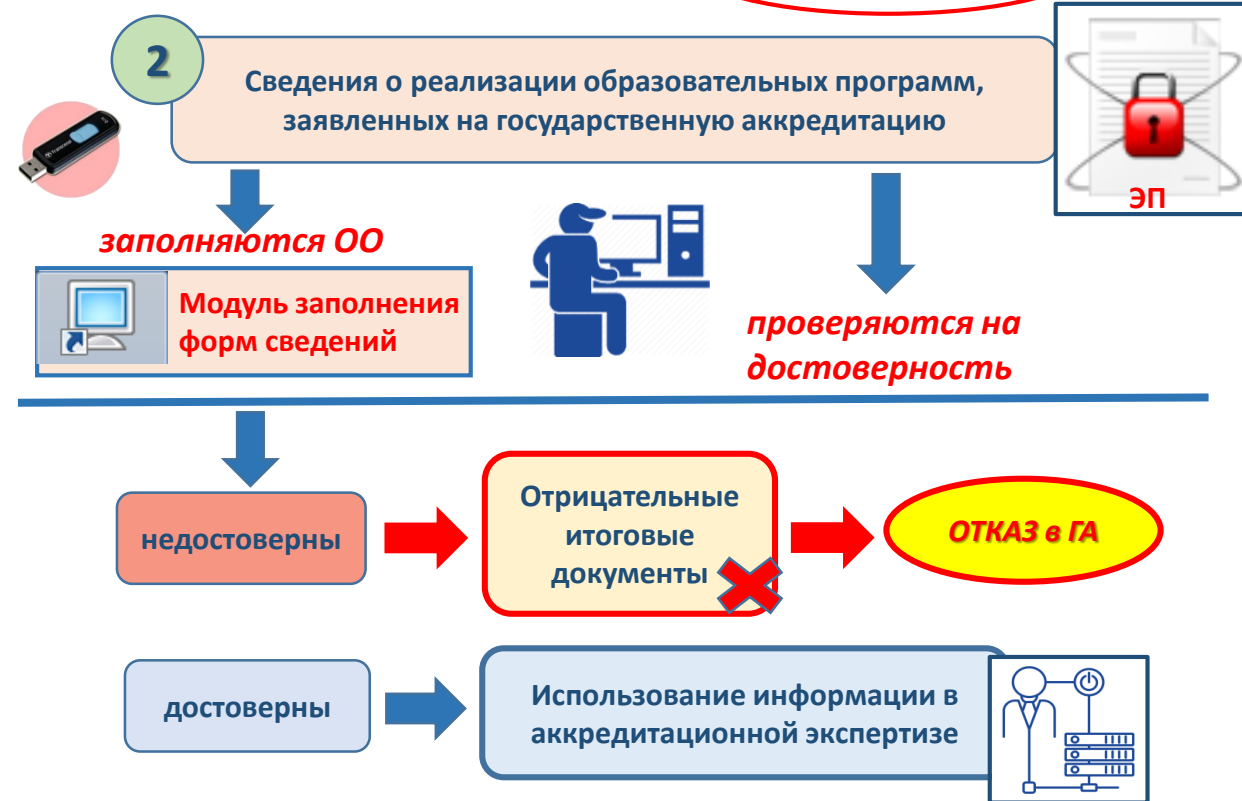 2
Сведения о реализации образовательных программ,
заявленных на государственную аккредитацию
ЭП
заполняются ОО
Модуль заполнения
форм сведений
проверяются на
достоверность
недостоверны
Отрицательные
итоговые
документы
ОТКАЗ в ГА
достоверны
Использование информации в
аккредитационной экспертизе